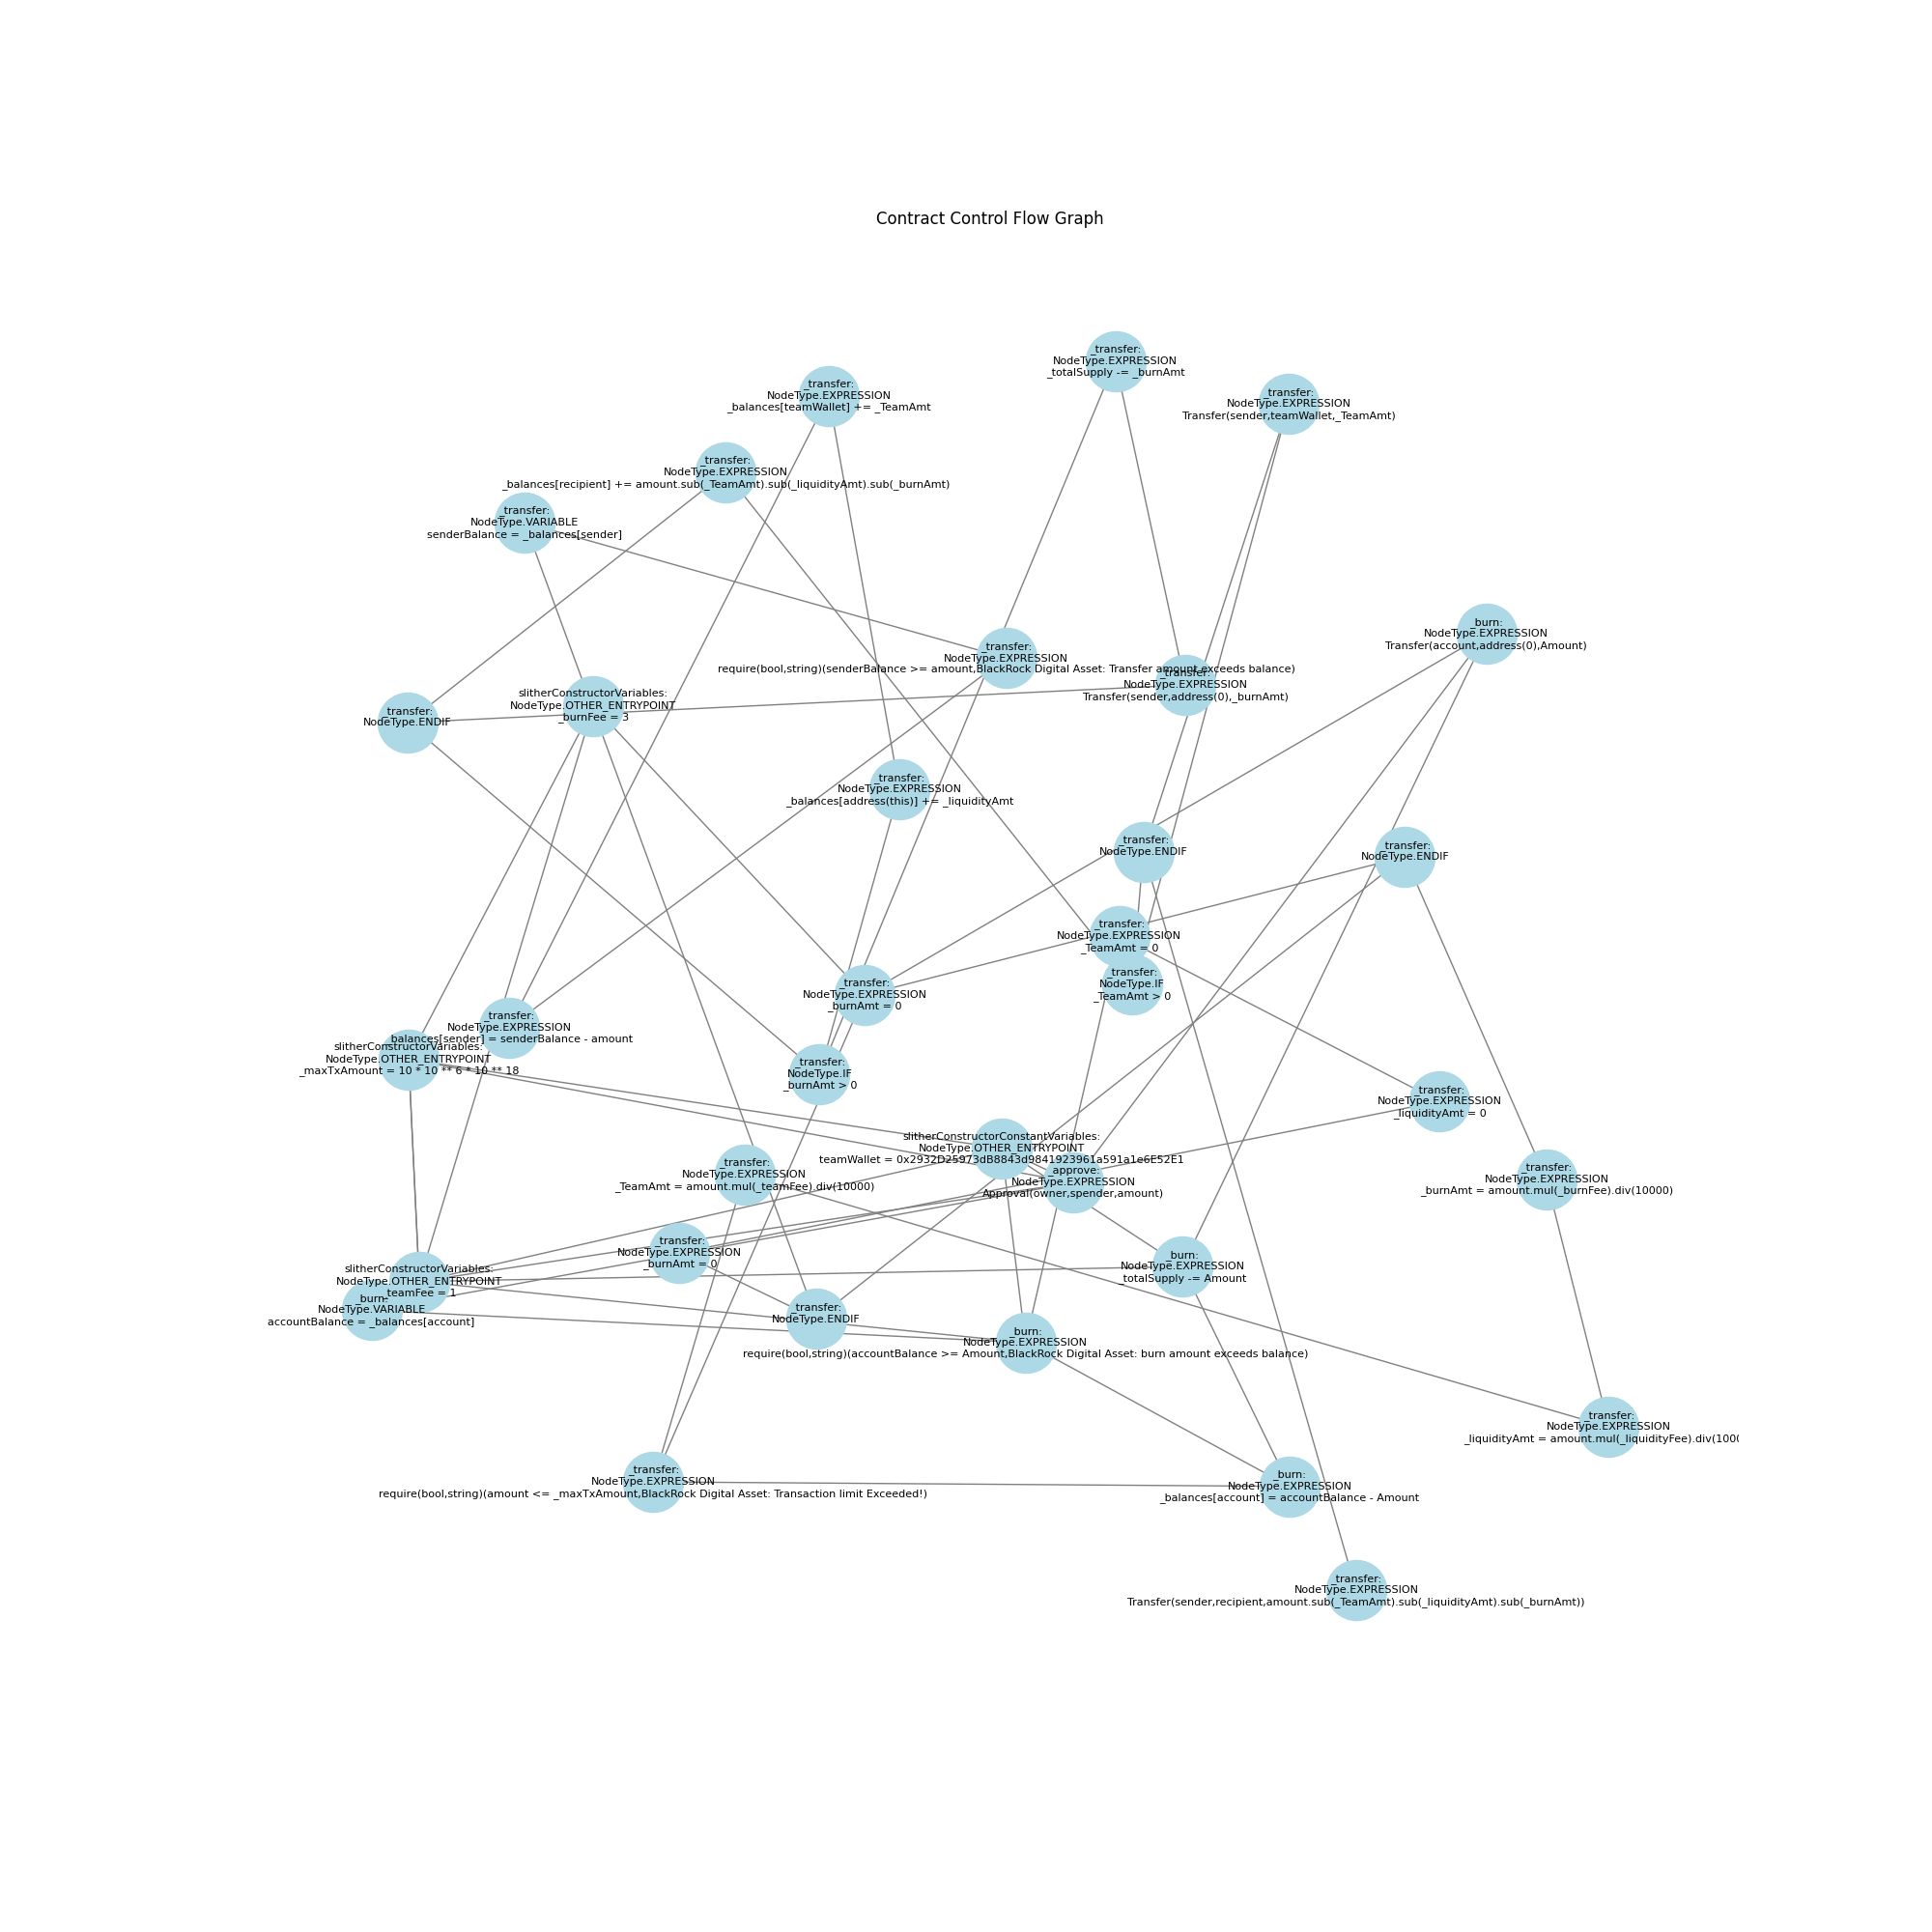 Contract Control Flow Graph
_transfer:
NodeType.EXPRESSION
_totalSupply -= _burnAmt
_transfer:
NodeType.EXPRESSION
_balances[teamWallet] += _TeamAmt
_transfer:
NodeType.EXPRESSION
Transfer(sender,teamWallet,_TeamAmt)
_transfer:
NodeType.EXPRESSION
_balances[recipient] += amount.sub(_TeamAmt).sub(_liquidityAmt).sub(_burnAmt)
_transfer:
NodeType.VARIABLE
senderBalance = _balances[sender]
_burn:
NodeType.EXPRESSION
Transfer(account,address(0),Amount)
_transfer:
NodeType.EXPRESSION
require(bool,string)(senderBalance >= amount,BlackRock Digital Asset: Transfer amount exceeds balance)
_transfer:
NodeType.EXPRESSION
Transfer(sender,address(0),_burnAmt)
slitherConstructorVariables:
NodeType.OTHER_ENTRYPOINT
_burnFee = 3
_transfer:
NodeType.ENDIF
_transfer:
NodeType.EXPRESSION
_balances[address(this)] += _liquidityAmt
_transfer:
NodeType.ENDIF
_transfer:
NodeType.ENDIF
_transfer:
NodeType.EXPRESSION
_TeamAmt = 0
_transfer:
NodeType.IF
_TeamAmt > 0
_transfer:
NodeType.EXPRESSION
_burnAmt = 0
_transfer:
NodeType.EXPRESSION
_balances[sender] = senderBalance - amount
slitherConstructorVariables:
NodeType.OTHER_ENTRYPOINT
_maxTxAmount = 10 * 10 ** 6 * 10 ** 18
_transfer:
NodeType.IF
_burnAmt > 0
_transfer:
NodeType.EXPRESSION
_liquidityAmt = 0
slitherConstructorConstantVariables:
NodeType.OTHER_ENTRYPOINT
teamWallet = 0x2932D25973dB8843d9841923961a591a1e6E52E1
_approve:
NodeType.EXPRESSION
Approval(owner,spender,amount)
_transfer:
NodeType.EXPRESSION
_TeamAmt = amount.mul(_teamFee).div(10000)
_transfer:
NodeType.EXPRESSION
_burnAmt = amount.mul(_burnFee).div(10000)
_transfer:
NodeType.EXPRESSION
_burnAmt = 0
_burn:
NodeType.EXPRESSION
_totalSupply -= Amount
slitherConstructorVariables:
NodeType.OTHER_ENTRYPOINT
_teamFee = 1
_burn:
NodeType.VARIABLE
accountBalance = _balances[account]
_transfer:
NodeType.ENDIF
_burn:
NodeType.EXPRESSION
require(bool,string)(accountBalance >= Amount,BlackRock Digital Asset: burn amount exceeds balance)
_transfer:
NodeType.EXPRESSION
_liquidityAmt = amount.mul(_liquidityFee).div(100
_transfer:
NodeType.EXPRESSION
require(bool,string)(amount <= _maxTxAmount,BlackRock Digital Asset: Transaction limit Exceeded!)
_burn:
NodeType.EXPRESSION
_balances[account] = accountBalance - Amount
_transfer:
NodeType.EXPRESSION
Transfer(sender,recipient,amount.sub(_TeamAmt).sub(_liquidityAmt).sub(_burnAmt))